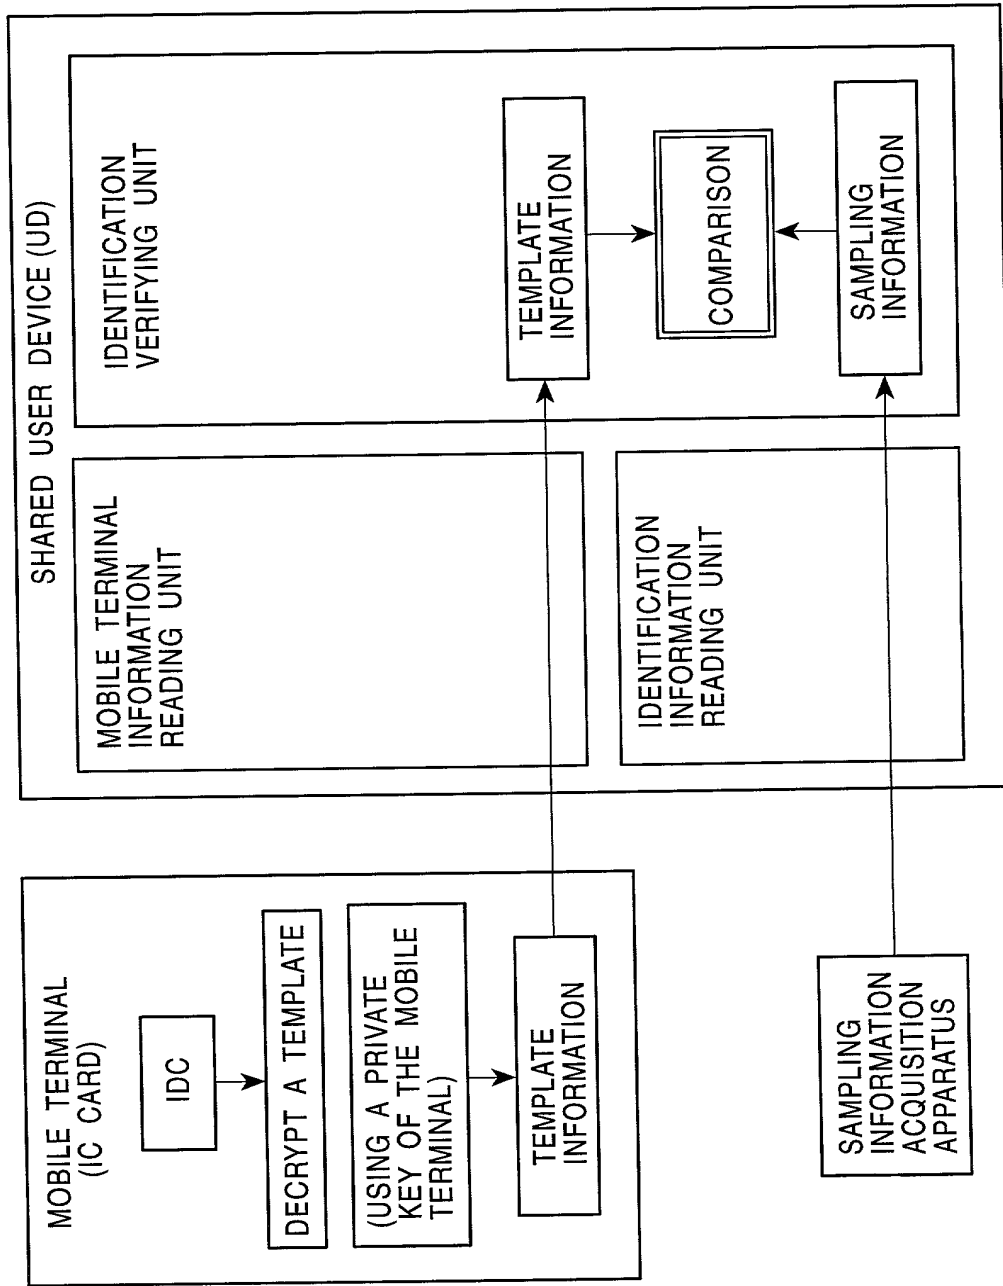 MOBILE TERMINAL
(IC CARD)
IDC
DECRYPT A TEMPLATE
(USING A PRIVATE
KEY OF THE MOBILE
TERMINAL)
TEMPLATE
INFORMATION
SAMPLING
INFORMATION
ACQUISITION
APPARATUS
SHARED USER DEVICE (UD)
MOBILE TERMINAL
INFORMATION
READING UNIT
IDENTIFICATION
INFORMATION
READING UNIT
IDENTIFICATION
VERIFYING UNIT
TEMPLATE
INFORMATION
COMPARISON
SAMPLING
INFORMATION